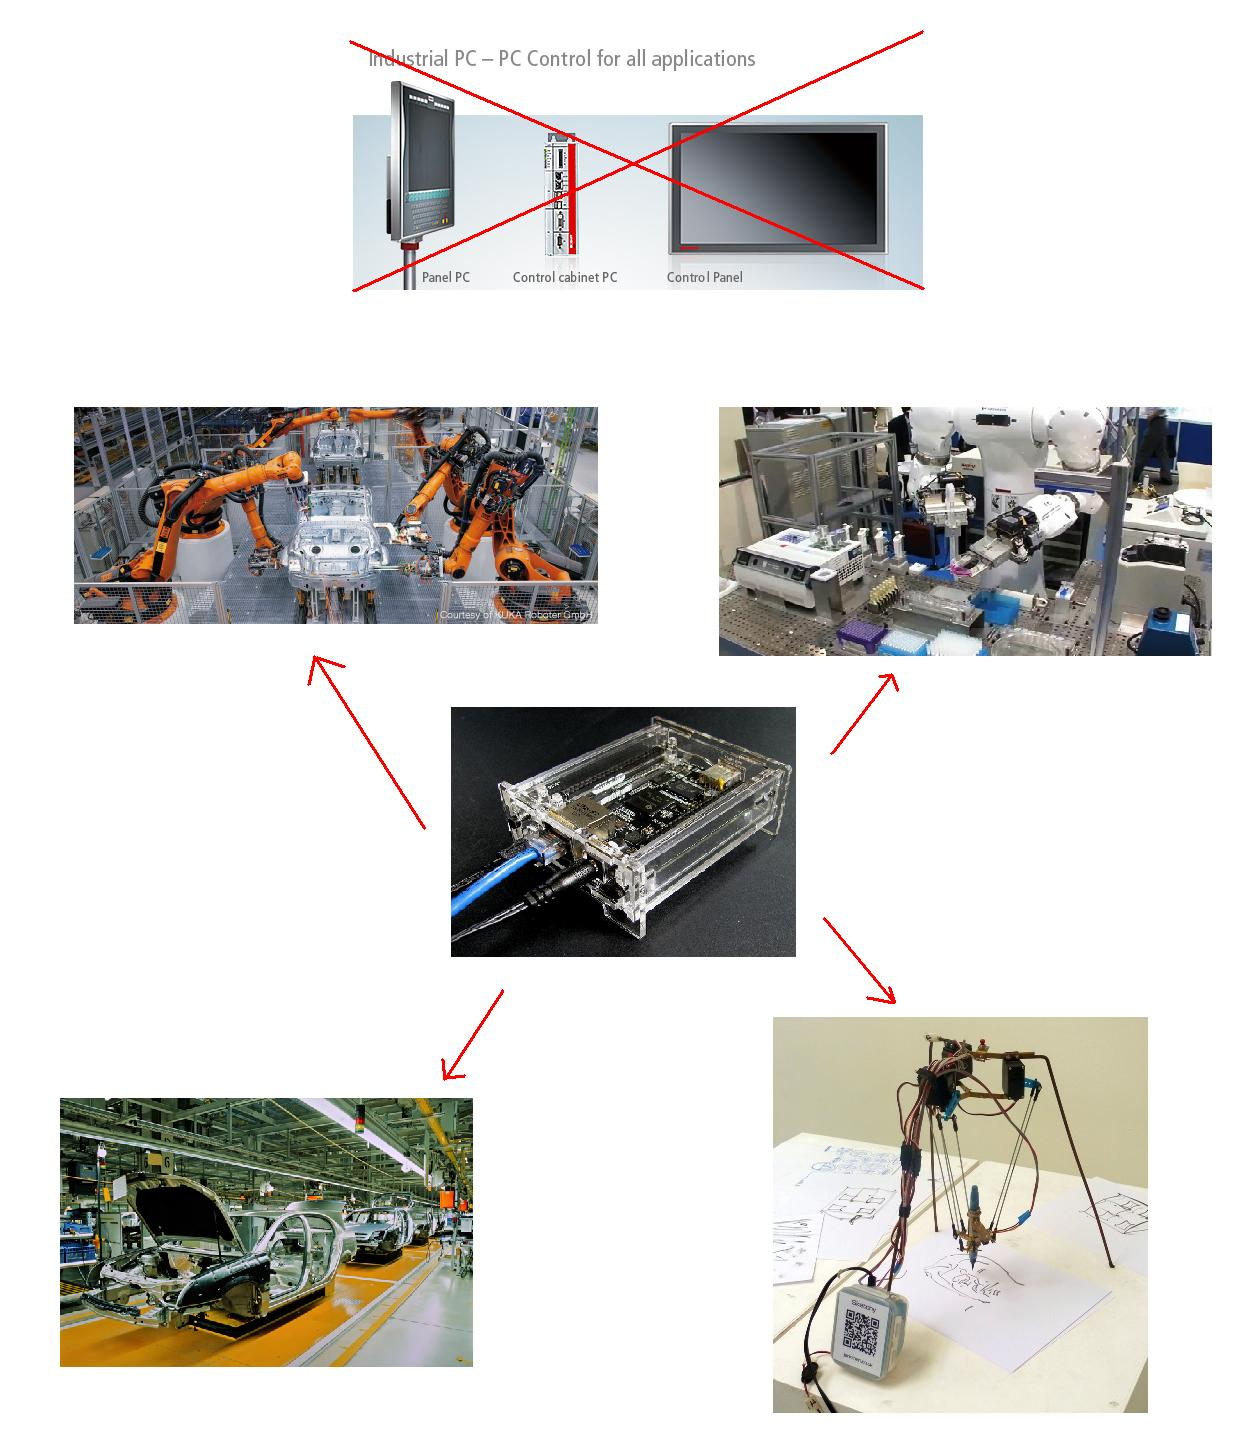 Industrial PC – PC Control for all applications
Panel PC
Control cabinet PC
Control Panel
Courtesy of KUKA Roboter GmbH
6